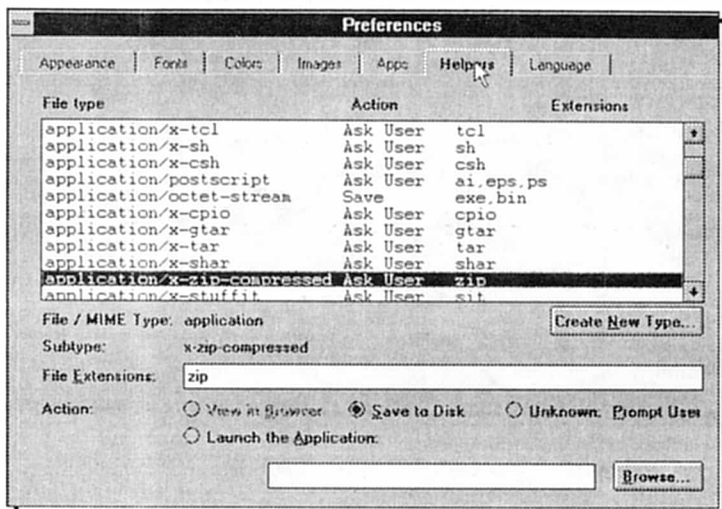 Preferences
Appearance Fonts Colors Images Apps Helpers Language
File type Action Extensions
application/x-tcl Ask User tcl
application/x-sh Ask User sh
application/x-csh Ask User csh
application/postscript Ask User ai,eps,ps
application/octet-stream Save exe,bin
application/x-cpio Ask User cpio
application/x-gtar Ask User gtar
application/x-tar Ask User tar
application/x-shar Ask User shar
application/x-zip-compressed Ask User zip
application/x-stuffit Ask User sit
File / MIME Type: application Create New Type...
Subtype: x-zip-compressed
File Extensions: zip
Action: View in Browser Save to Disk Unknown: Prompt User
Launch the Application:
Browse...